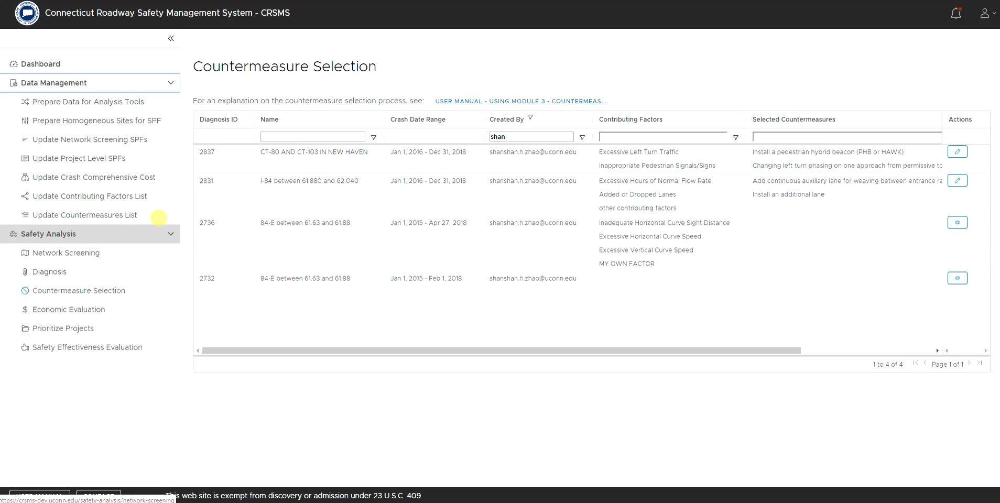 Connecticut Roadway Safety Management System - CRSMS
Dashboard
Data Management
Prepare Data for Analysis Tools
Prepare Homogeneous Sites for SPF
Update Network Screening SPFs
Update Project Level SPFs
Update Crash Comprehensive Cost
Update Contributing Factors List
Update Countermeasures List
Safety Analysis
Network Screening
Diagnosis
Countermeasure Selection
Economic Evaluation
Prioritize Projects
Safety Effectiveness Evaluation
Countermeasure Selection
For an explanation on the countermeasure selection process, see: USER MANUAL - USING MODULE 3 - COUNTERMEAS...
Diagnosis ID Name Crash Date Range Created By Contributing Factors Selected Countermeasures Actions
shan
2837 CT-80 AND CT-103 IN NEW HAVEN Jan 1, 2016 - Dec 31, 2018 shanshan.h.zhao@uconn.edu Excessive Left Turn Traffic Install a pedestrian hybrid beacon (PHB or HAWK)
Inappropriate Pedestrian Signals/Signs Changing left turn phasing on one approach from permissive to
2831 I-84 between 61.880 and 62.040 Jan 1, 2016 - Dec 31, 2018 shanshan.h.zhao@uconn.edu Excessive Hours of Normal Flow Rate Add continuous auxiliary lane for weaving between entrance ra
Added or Dropped Lanes Install an additional lane
other contributing factors
2736 84-E between 61.63 and 61.88 Jan 1, 2015 - Apr 27, 2018 shanshan.h.zhao@uconn.edu Inadequate Horizontal Curve Sight Distance
Excessive Horizontal Curve Speed
Excessive Vertical Curve Speed
MY OWN FACTOR
2732 84-E between 61.63 and 61.88 Jan 1, 2015 - Feb 1, 2018 shanshan.h.zhao@uconn.edu
1 to 4 of 4 Page 1 of 1
USER MANUAL CONTACT This web site is exempt from discovery or admission under 23 U.S.C. 409.
https://crsms-dev.uconn.edu/safety-analysis/network-screening